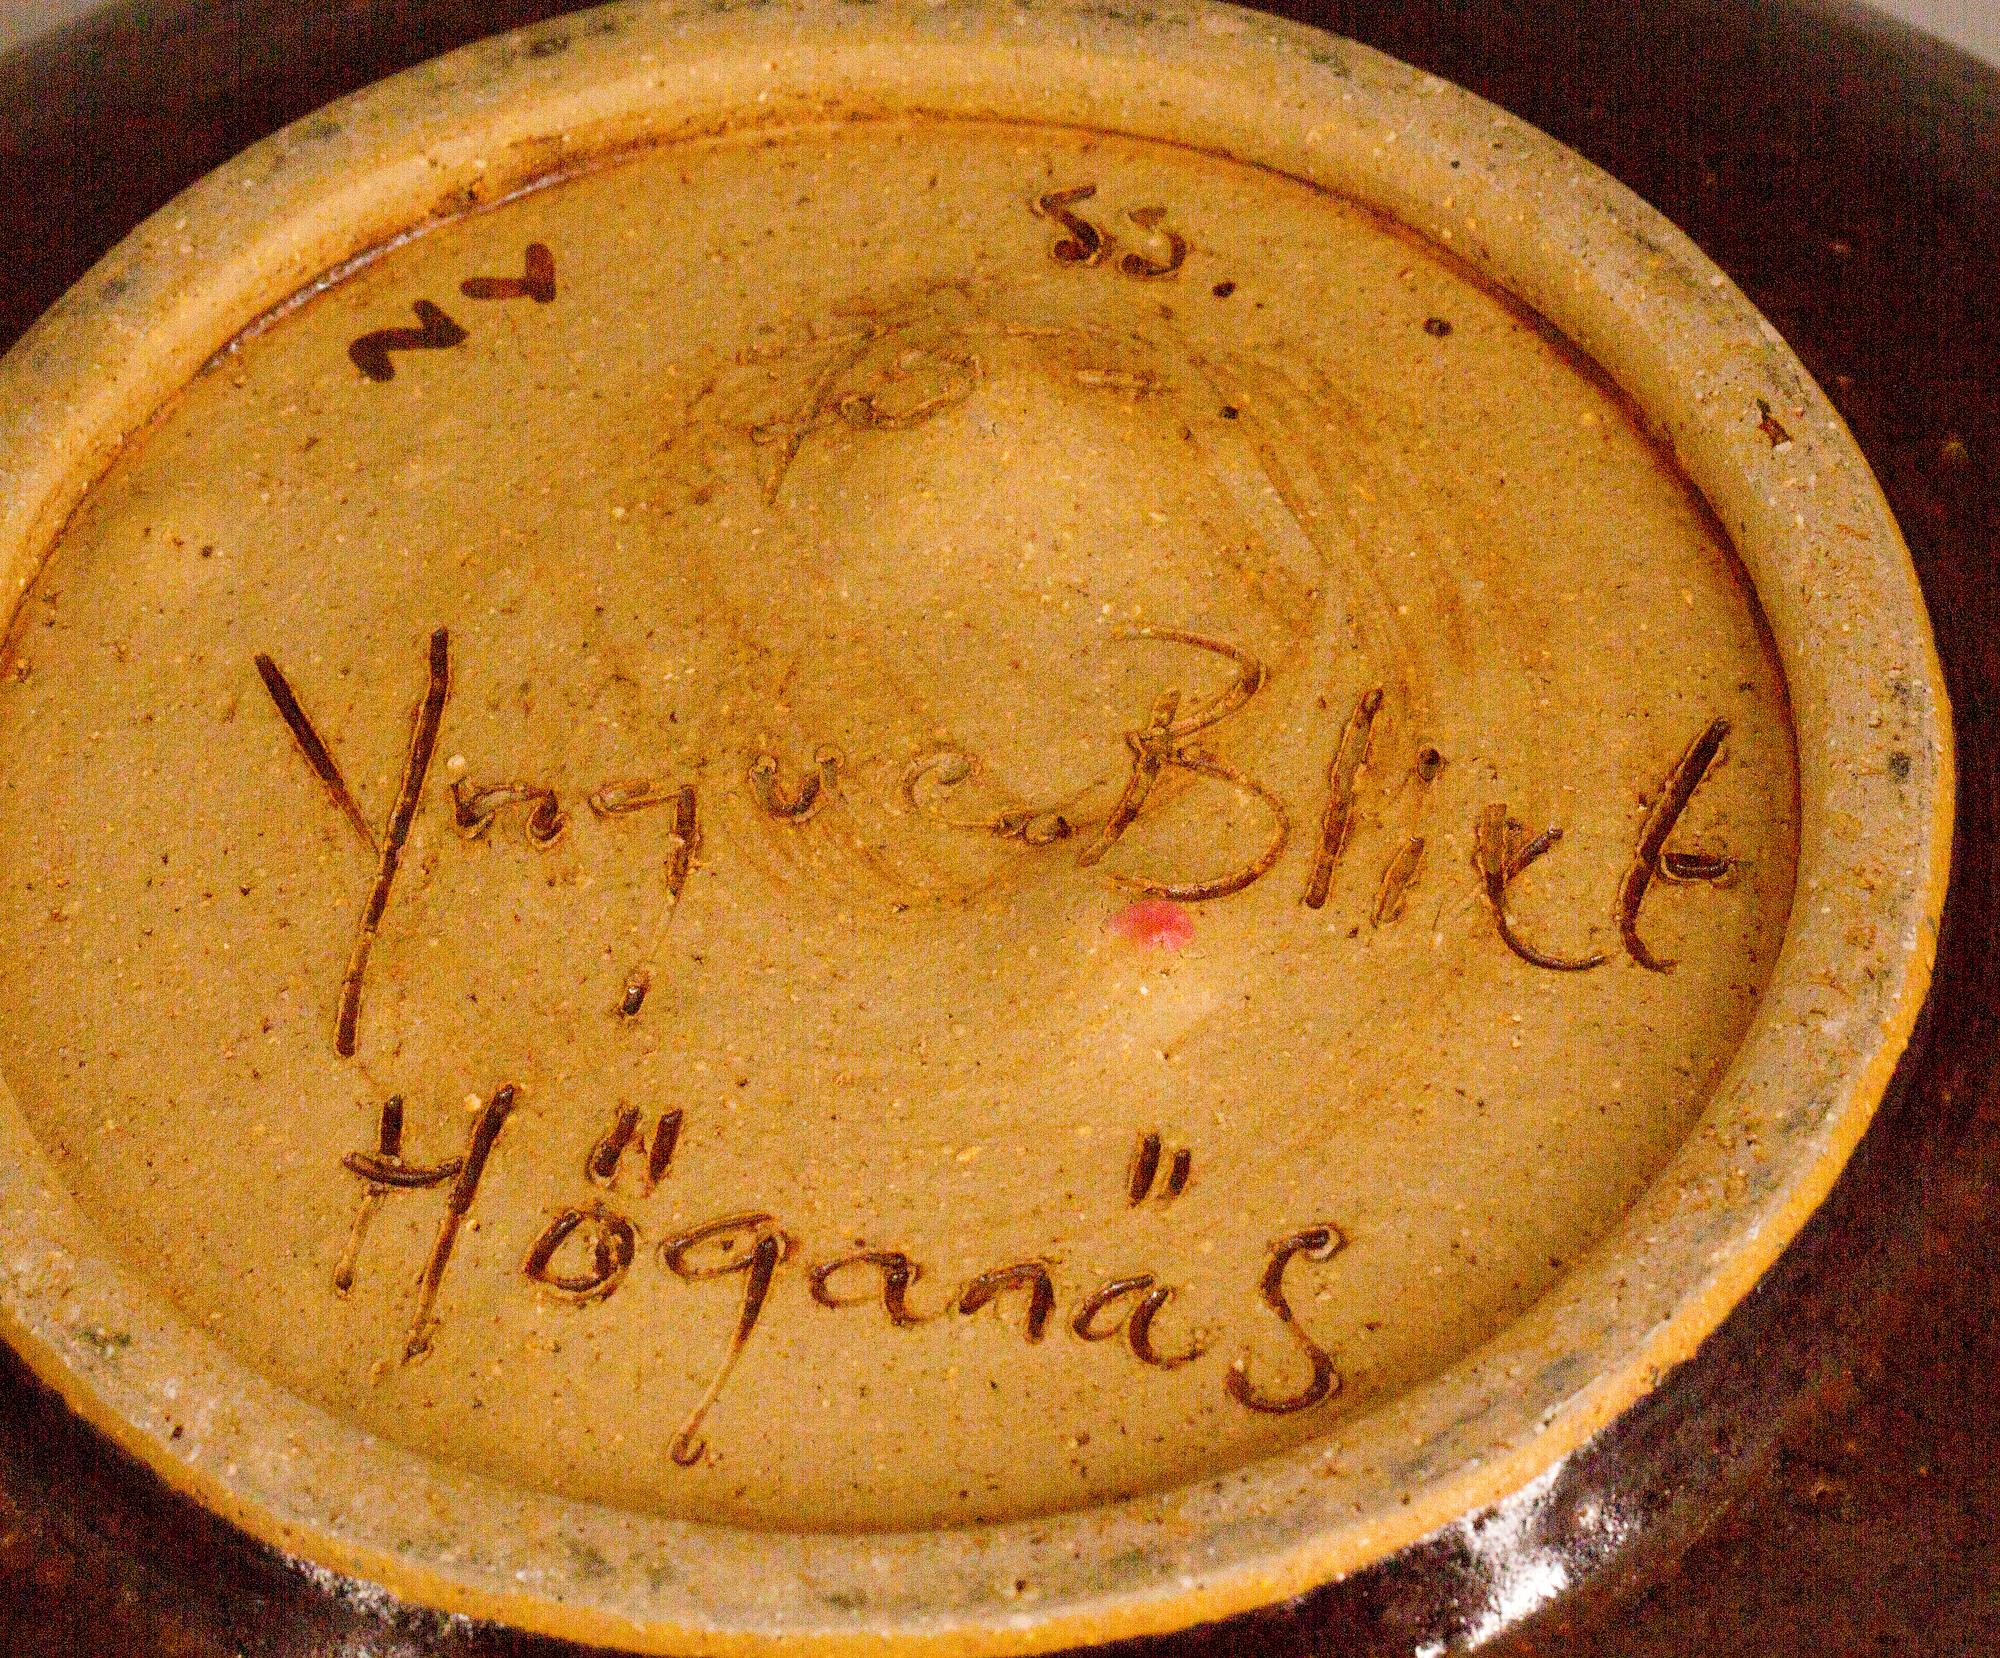 55.
Yngve Blixt
Höganäs